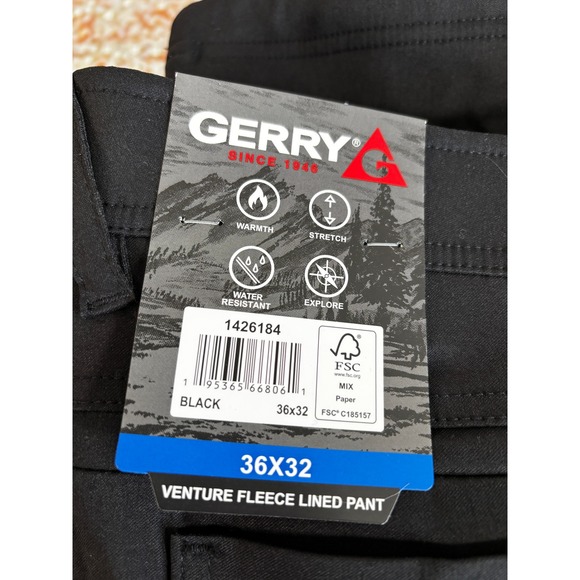 GERRY®
SINCE 1946
WARMTH
STRETCH
WATER
RESISTANT
EXPLORE
1426184
1 95365 66806 1
BLACK 36x32
FSC
www.fsc.org
MIX
Paper
FSC® C185157
36X32
VENTURE FLEECE LINED PANT